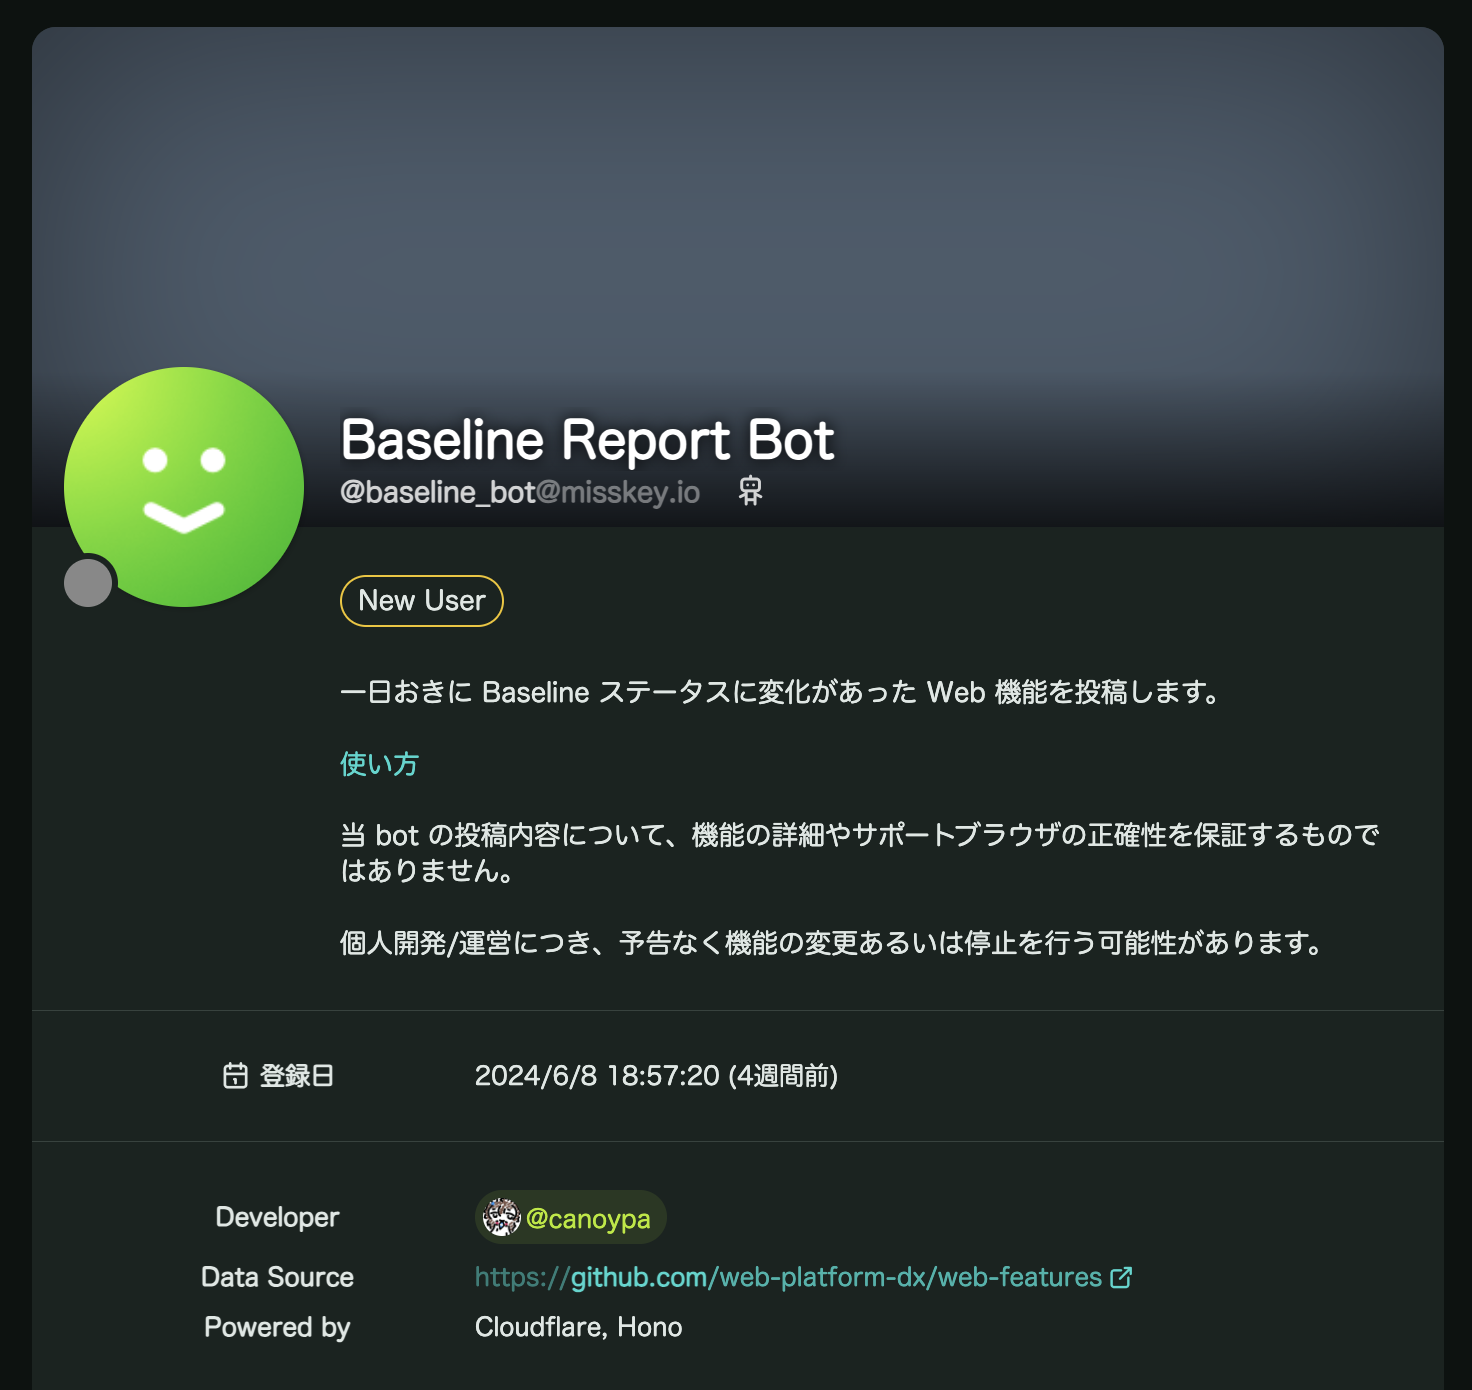 Baseline Report Bot
@baseline_bot@misskey.io
New User
一日おきに Baseline ステータスに変化があった Web 機能を投稿します。
使い方
当 bot の投稿内容について、機能の詳細やサポートブラウザの正確性を保証するもので
はありません。
個人開発/運営につき、予告なく機能の変更あるいは停止を行う可能性があります。
登録日 2024/6/8 18:57:20 (4週間前)
Developer @canoypa
Data Source https://github.com/web-platform-dx/web-features
Powered by Cloudflare, Hono